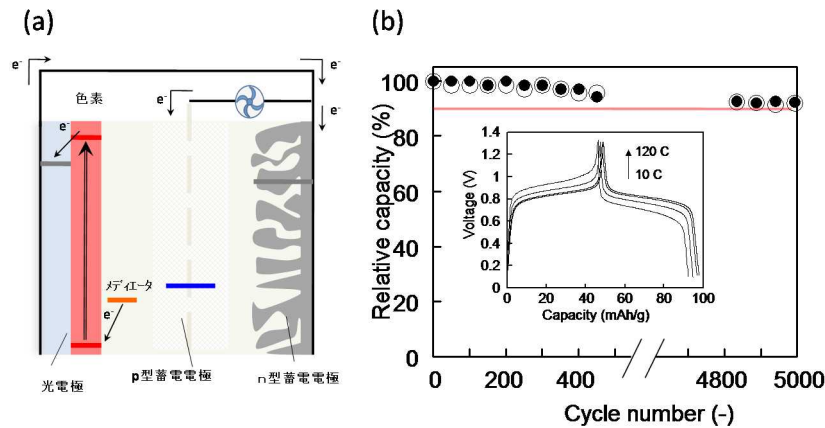 (a)
e-
e-
色素
e-
e-
e-
メディエータ
e-
光電極
p型蓄電電極
n型蓄電電極
(b)
Relative capacity (%)
100
80
60
40
20
0
0 200 400 4800 5000
Cycle number (-)
Voltage (V)
1.4
1.2
1.0
0.8
0.6
0.4
0.2
0
120 C
10 C
0 20 40 60 80 100
Capacity (mAh/g)